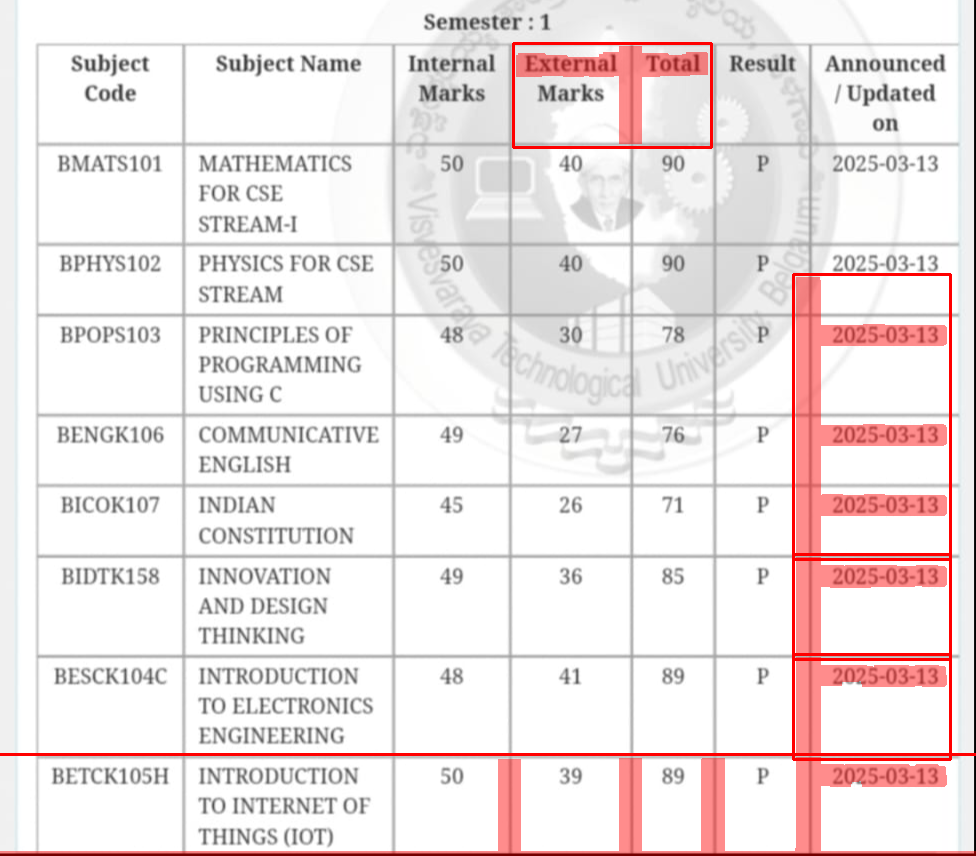 Semester : 1
Subject Code Subject Name Internal Marks External Marks Total Result Announced / Updated on
BMATS101 MATHEMATICS FOR CSE STREAM-I 50 40 90 P 2025-03-13
BPHYS102 PHYSICS FOR CSE STREAM 50 40 90 P 2025-03-13
BPOPS103 PRINCIPLES OF PROGRAMMING USING C 48 30 78 P 2025-03-13
BENGK106 COMMUNICATIVE ENGLISH 49 27 76 P 2025-03-13
BICOK107 INDIAN CONSTITUTION 45 26 71 P 2025-03-13
BIDTK158 INNOVATION AND DESIGN THINKING 49 36 85 P 2025-03-13
BESCK104C INTRODUCTION TO ELECTRONICS ENGINEERING 48 41 89 P 2025-03-13
BETCK105H INTRODUCTION TO INTERNET OF THINGS (IOT) 50 39 89 P 2025-03-13
Visvesvaraya Technological University Belgaum